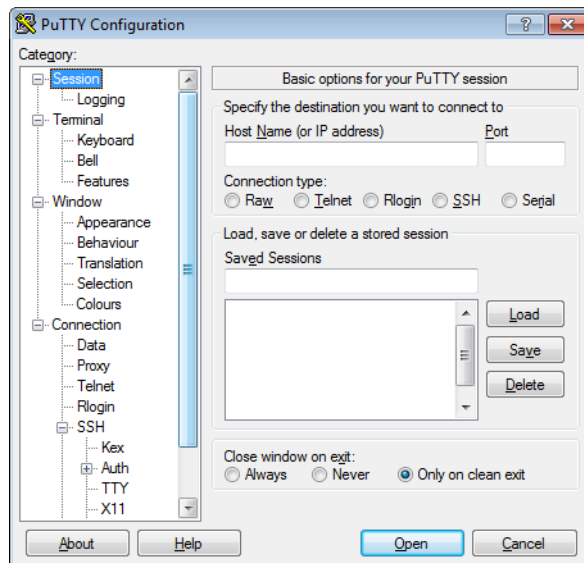 PuTTY Configuration
Category:
Session
Logging
Terminal
Keyboard
Bell
Features
Window
Appearance
Behaviour
Translation
Selection
Colours
Connection
Data
Proxy
Telnet
Rlogin
SSH
Kex
Auth
TTY
X11
Basic options for your PuTTY session
Specify the destination you want to connect to
Host Name (or IP address) Port
Connection type:
Raw Telnet Rlogin SSH Serial
Load, save or delete a stored session
Saved Sessions
Load
Save
Delete
Close window on exit:
Always Never Only on clean exit
About Help Open Cancel